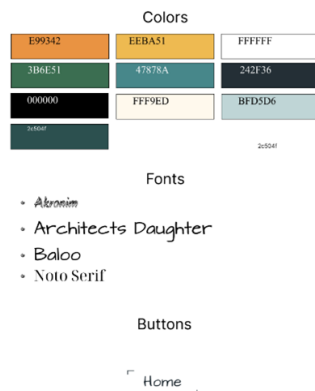 Colors
E99342 EEBA51 FFFFFF
3B6E51 47878A 242F36
000000 FFF9ED BFD5D6
2c504f 2c504f
Fonts
Akronim
Architects Daughter
Baloo
Noto Serif
Buttons
Home